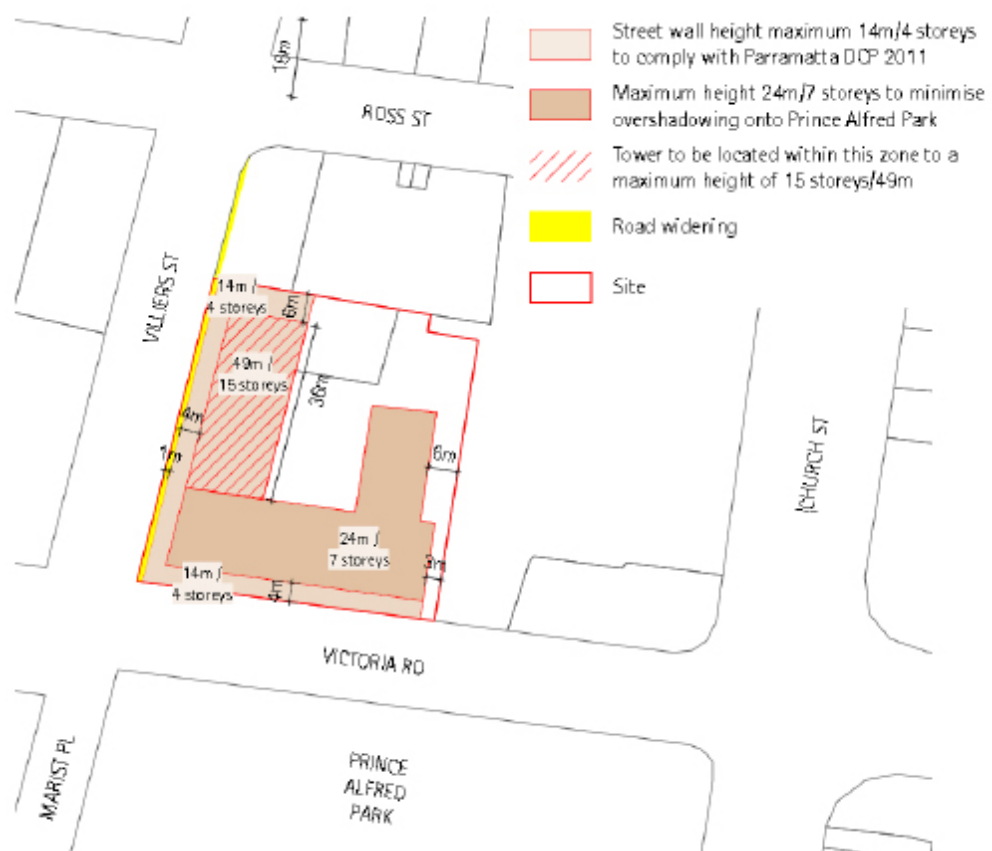 Street wall height maximum 14m/4 storeys
to comply with Parramatta DCP 2011
Maximum height 24m/7 storeys to minimise
overshadowing onto Prince Alfred Park
Tower to be located within this zone to a
maximum height of 15 storeys/49m
Road widening
Site
18m
ROSS ST
VILLIERS ST
14m /
4 storeys
6m
49m /
15 storeys
36m
4m
1m
6m
CHURCH ST
24m /
7 storeys
3m
14m /
4 storeys
4m
VICTORIA RD
MARIST PL
PRINCE
ALFRED
PARK